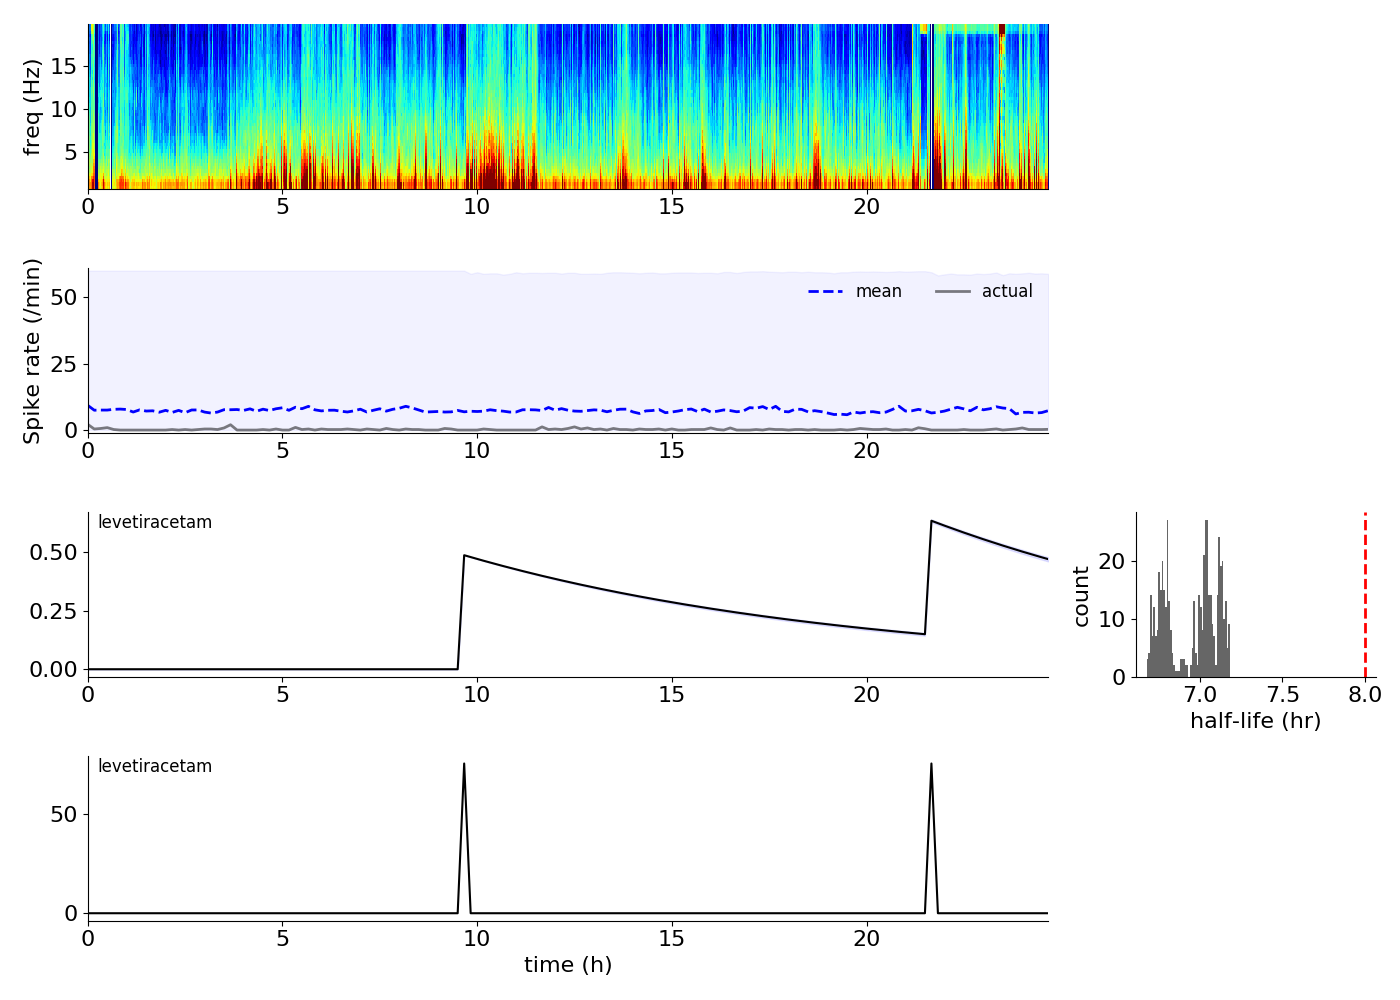 freq (Hz)
15
10
5
0 5 10 15 20
Spike rate (/min)
50
25
0
mean actual
0 5 10 15 20
levetiracetam
0.50
0.25
0.00
0 5 10 15 20
count
20
10
0
7.0 7.5 8.0
half-life (hr)
levetiracetam
50
0
0 5 10 15 20
time (h)